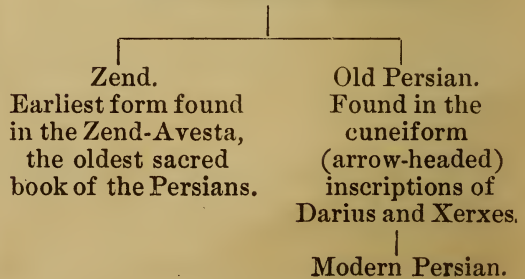 Zend.
Earliest form found
in the Zend-Avesta,
the oldest sacred
book of the Persians.
Old Persian.
Found in the
cuneiform
(arrow-headed)
inscriptions of
Darius and Xerxes.
Modern Persian.